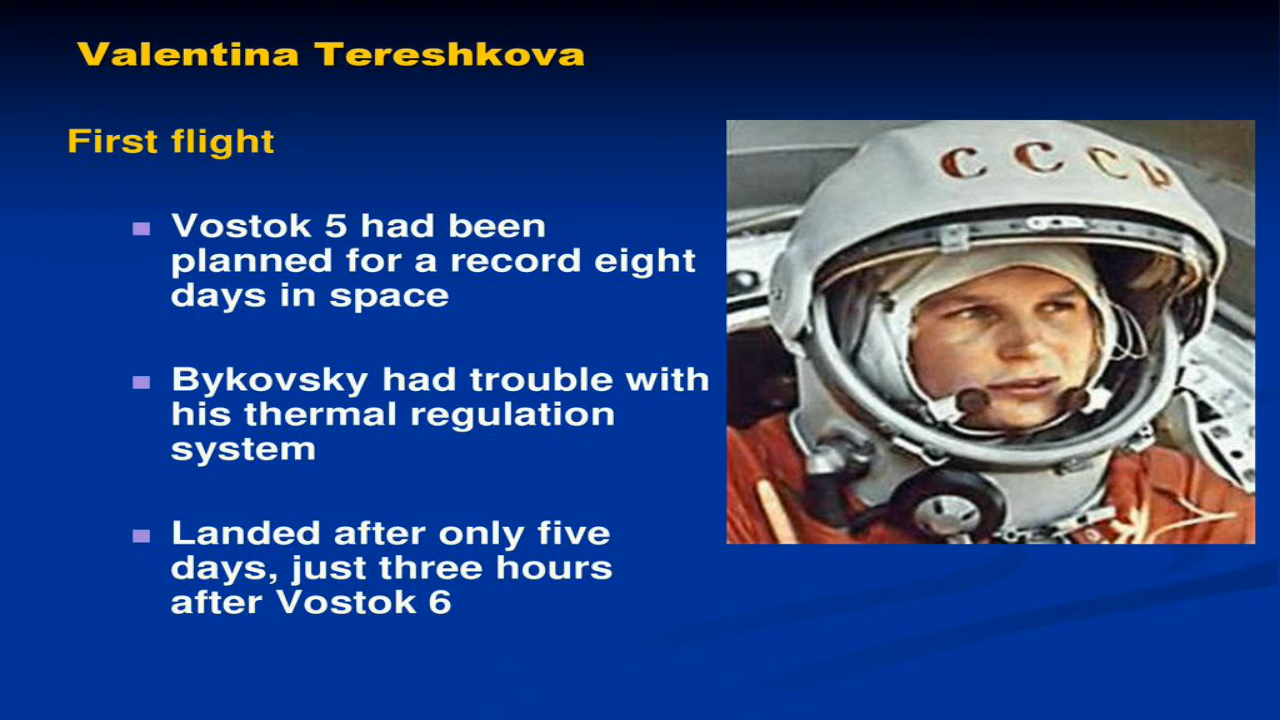 Valentina Tereshkova
First flight
Vostok 5 had been
planned for a record eight
days in space
Bykovsky had trouble with
his thermal regulation
system
Landed after only five
days, just three hours
after Vostok 6
СССР